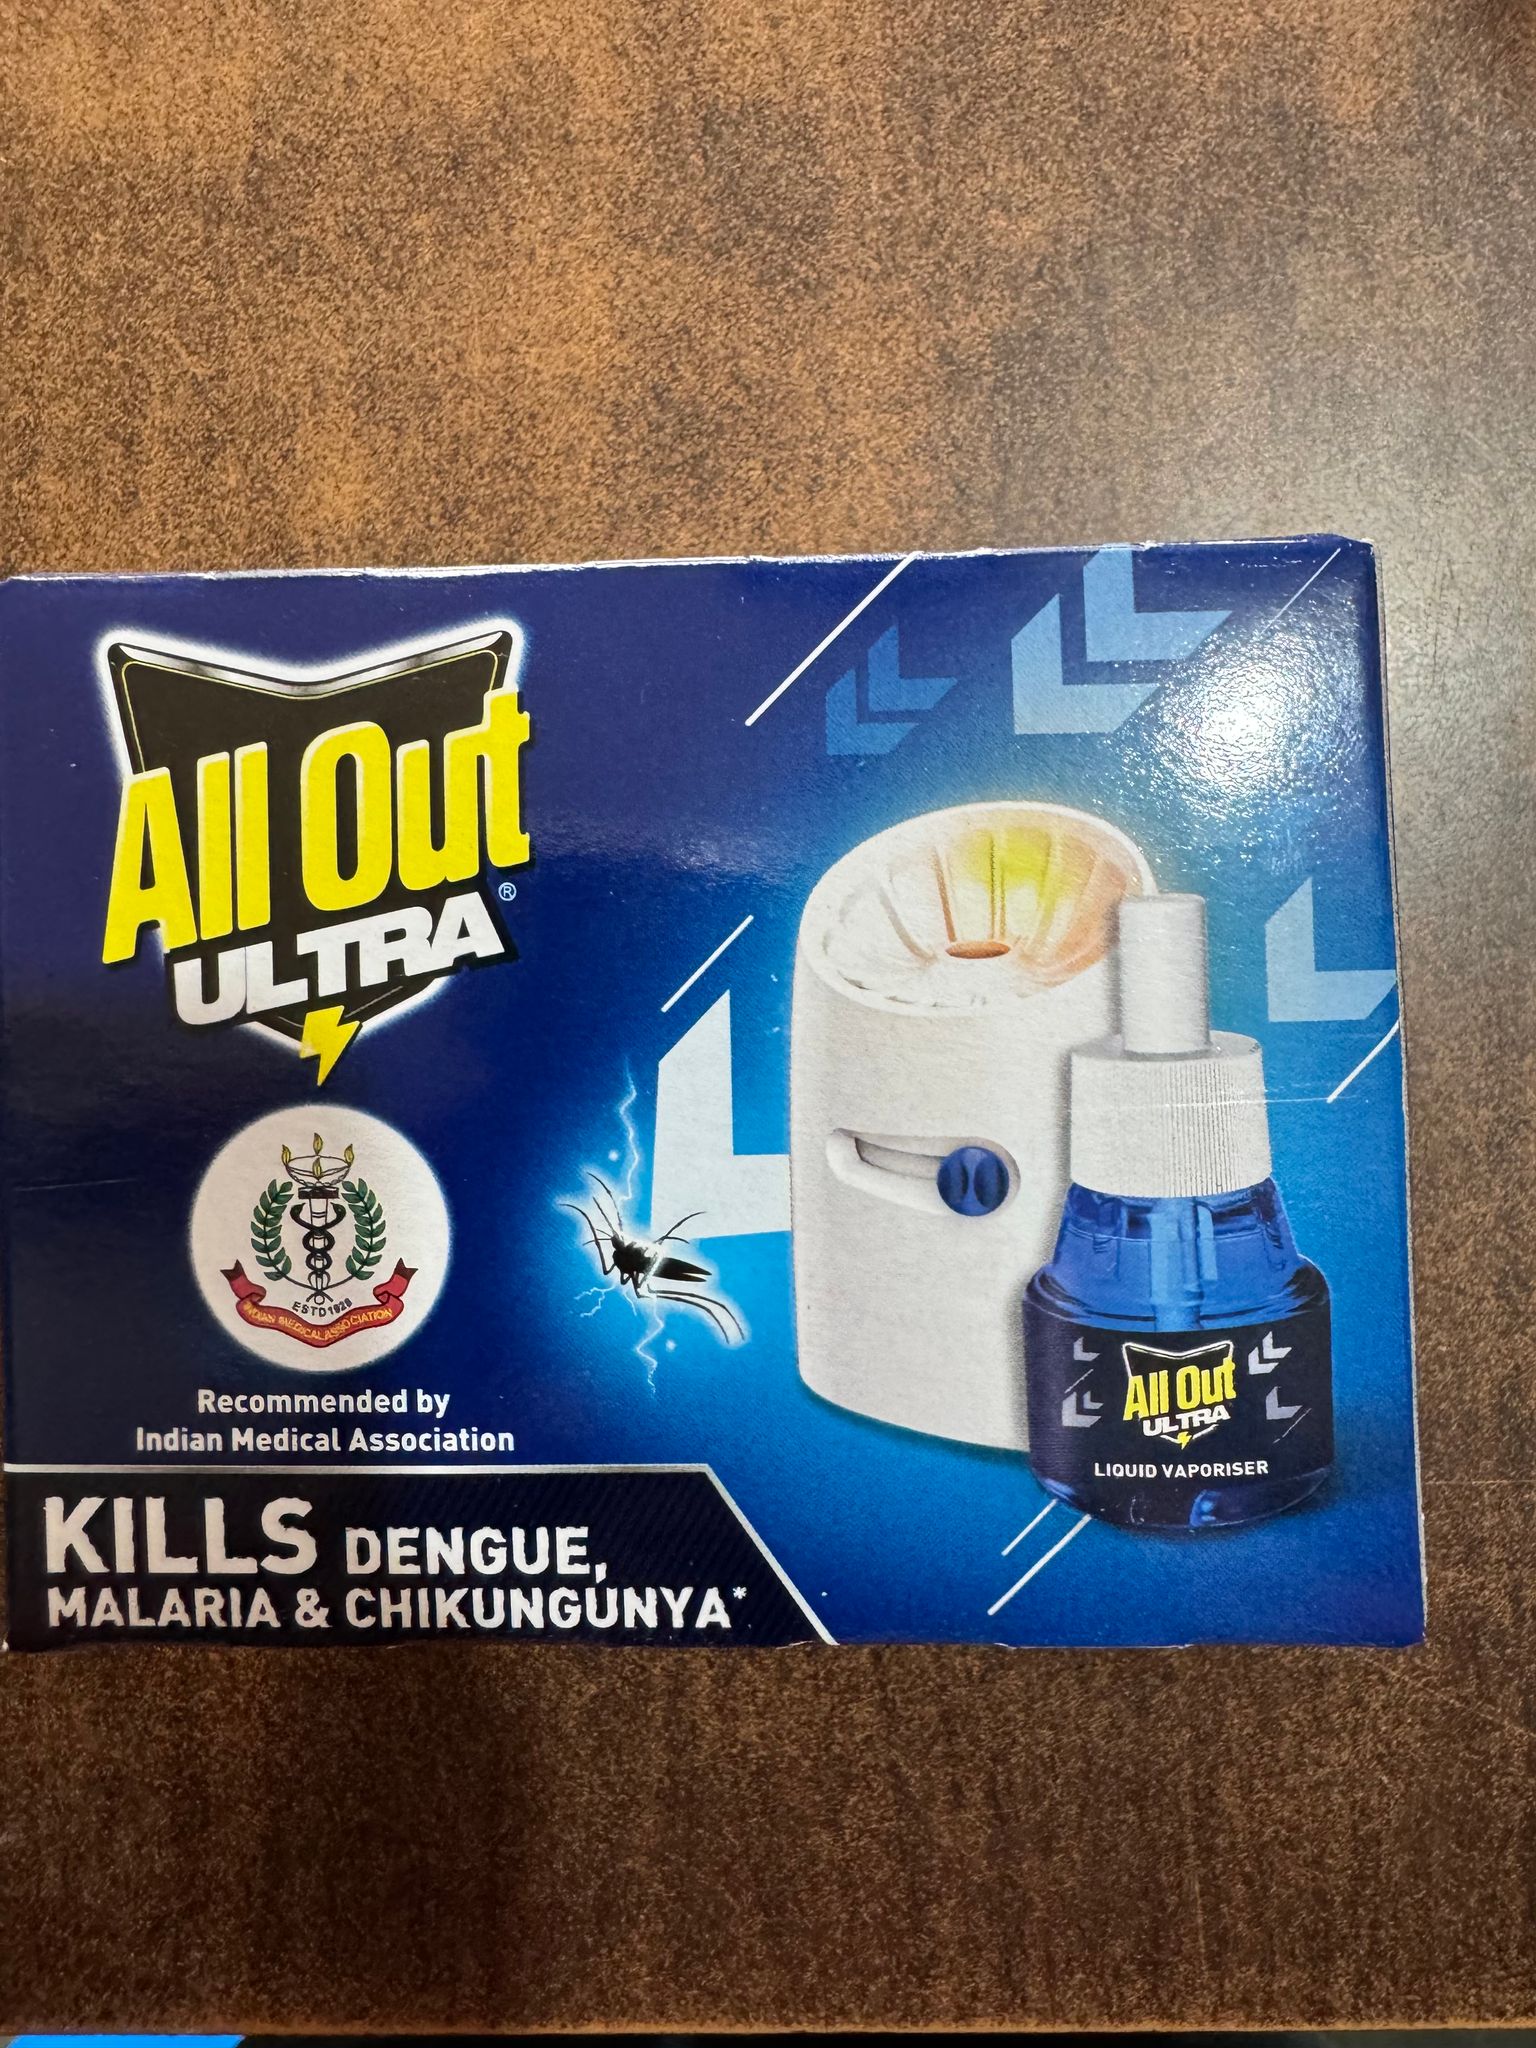 All Out
ULTRA®
ESTD 1928
INDIAN MEDICAL ASSOCIATION
Recommended by
Indian Medical Association
KILLS DENGUE,
MALARIA & CHIKUNGUNYA*
All Out
ULTRA
LIQUID VAPORISER